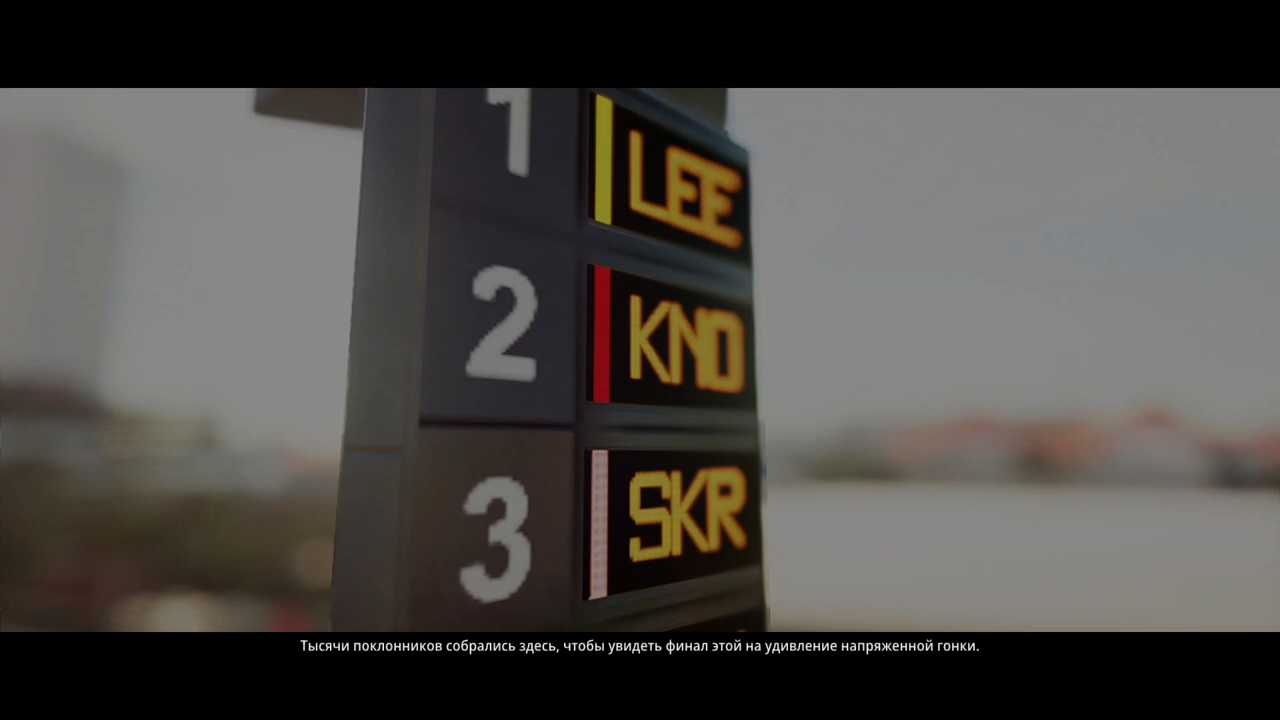 1 LEE
2 KNO
3 SKR
Тысячи поклонников собрались здесь, чтобы увидеть финал этой на удивление напряженной гонки.